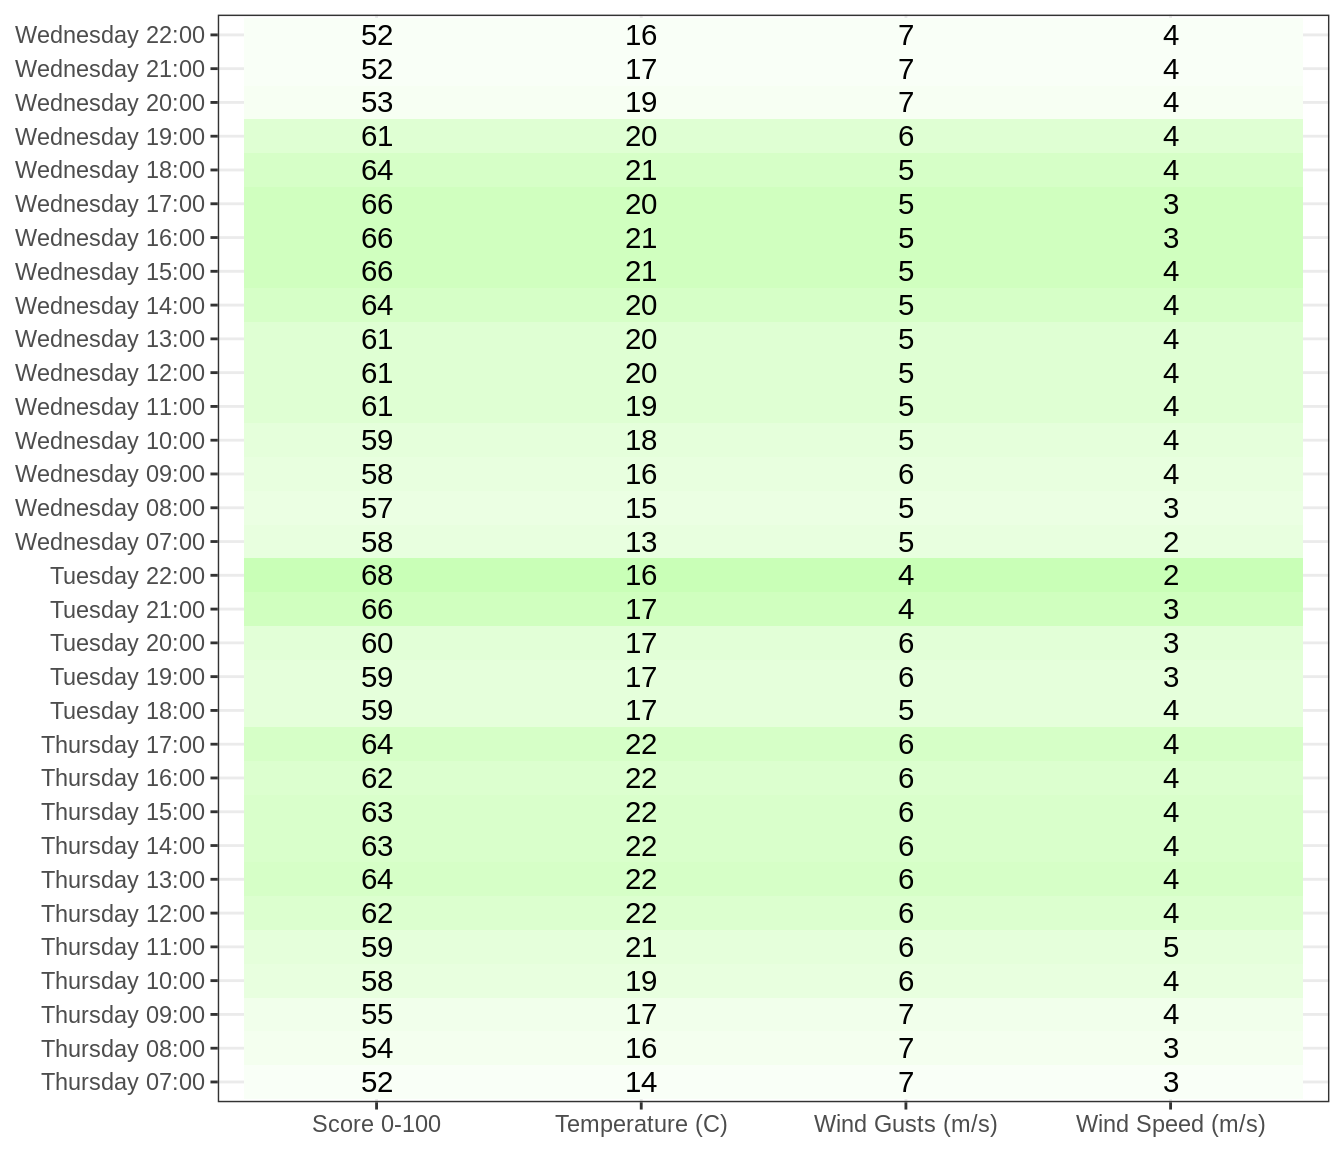 Wednesday 22:00 52 16 7 4
Wednesday 21:00 52 17 7 4
Wednesday 20:00 53 19 7 4
Wednesday 19:00 61 20 6 4
Wednesday 18:00 64 21 5 4
Wednesday 17:00 66 20 5 3
Wednesday 16:00 66 21 5 3
Wednesday 15:00 66 21 5 4
Wednesday 14:00 64 20 5 4
Wednesday 13:00 61 20 5 4
Wednesday 12:00 61 20 5 4
Wednesday 11:00 61 19 5 4
Wednesday 10:00 59 18 5 4
Wednesday 09:00 58 16 6 4
Wednesday 08:00 57 15 5 3
Wednesday 07:00 58 13 5 2
Tuesday 22:00 68 16 4 2
Tuesday 21:00 66 17 4 3
Tuesday 20:00 60 17 6 3
Tuesday 19:00 59 17 6 3
Tuesday 18:00 59 17 5 4
Thursday 17:00 64 22 6 4
Thursday 16:00 62 22 6 4
Thursday 15:00 63 22 6 4
Thursday 14:00 63 22 6 4
Thursday 13:00 64 22 6 4
Thursday 12:00 62 22 6 4
Thursday 11:00 59 21 6 5
Thursday 10:00 58 19 6 4
Thursday 09:00 55 17 7 4
Thursday 08:00 54 16 7 3
Thursday 07:00 52 14 7 3
Score 0-100 Temperature (C) Wind Gusts (m/s) Wind Speed (m/s)